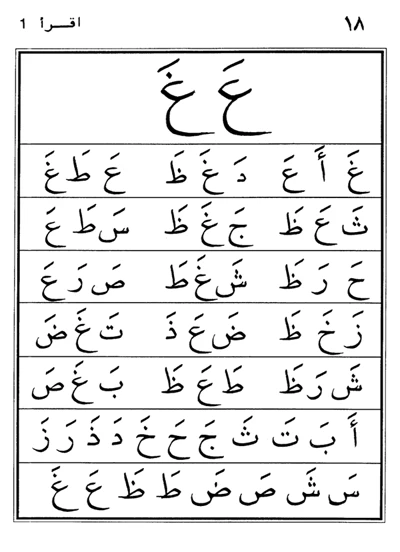 ١٨ اقـرأ 1
عَ غَ
غَ أَ عَ دَ غَ ظَ عَ طَ غَ
ثَ عَ ظَ جَ غَ ظَ سَ طَ عَ
حَ رَ ظَ شَ غَ طَ صَ رَ عَ
زَ خَ ظَ ضَ عَ ذَ تَ غَ ضَ
شَ رَ ظَ طَ عَ ظَ بَ غَ صَ
أَ بَ تَ ثَ جَ حَ خَ دَ ذَ رَ زَ
سَ شَ صَ ضَ طَ ظَ عَ غَ